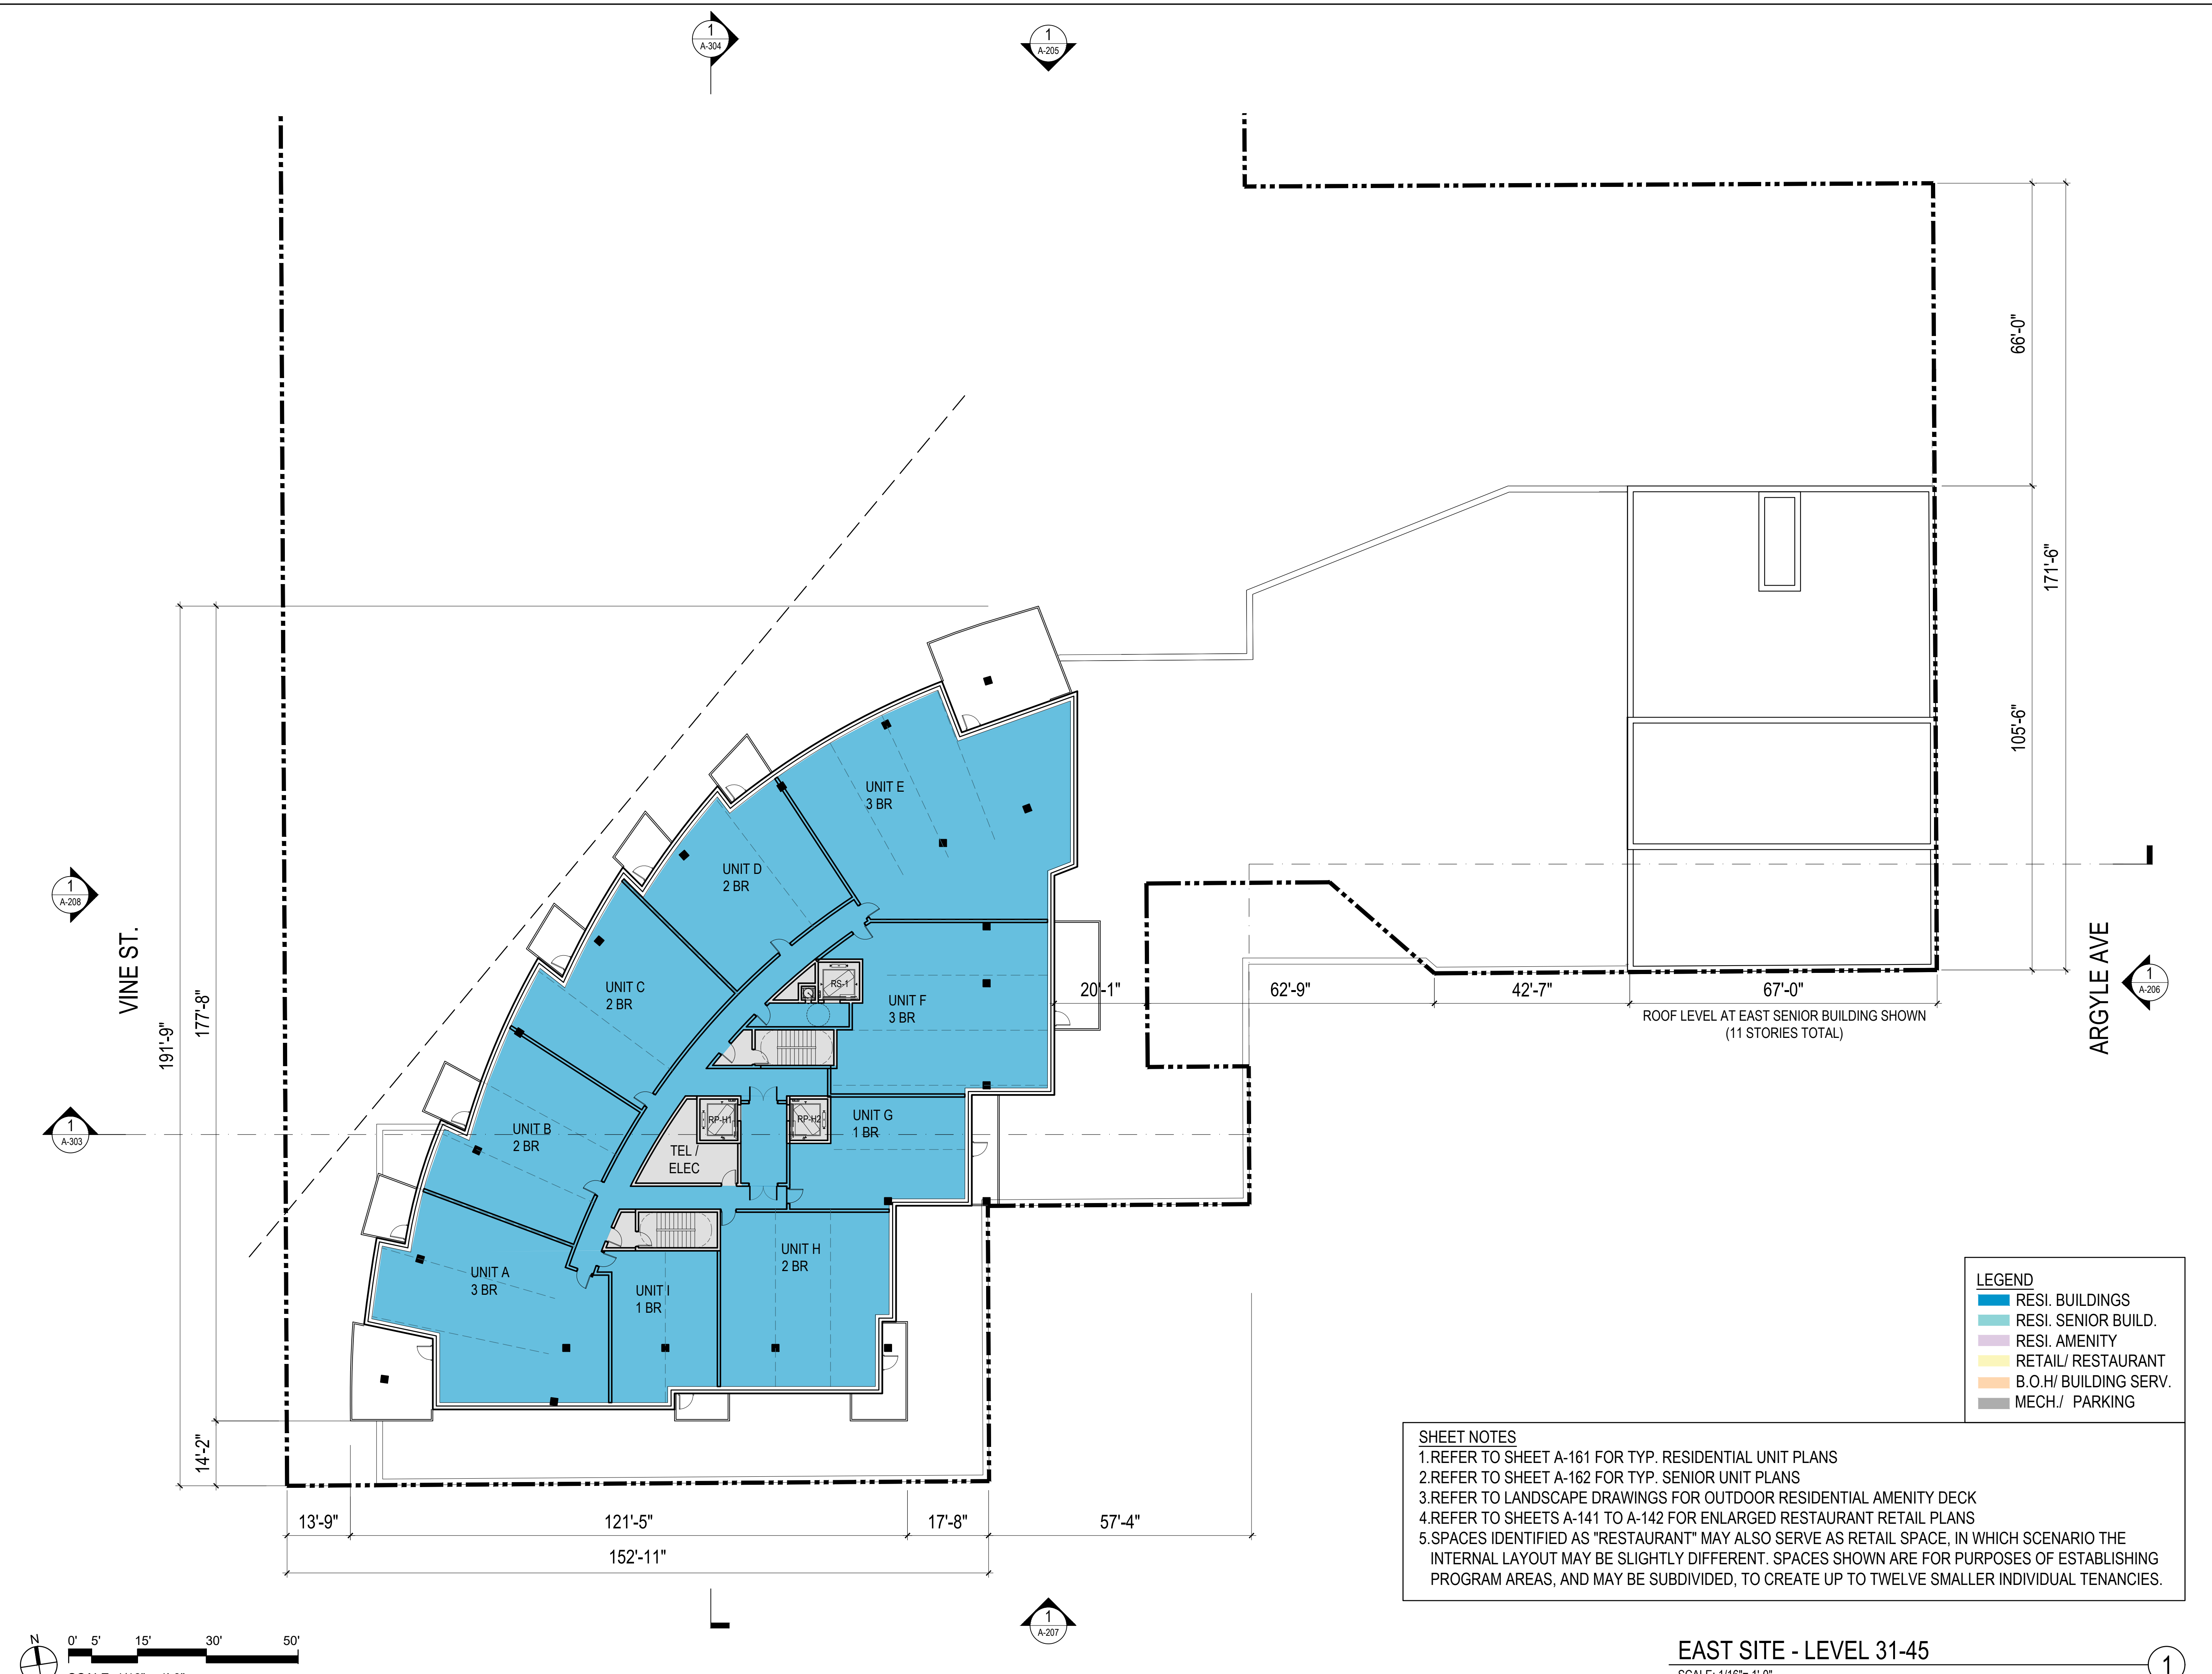 1
A-304
1
A-205
66'-0"
171'-6"
105'-6"
VINE ST.
191'-9"
177'-8"
14'-2"
1
A-208
1
A-303
UNIT E
3 BR
UNIT D
2 BR
UNIT C
2 BR
RS-1
UNIT F
3 BR
UNIT B
2 BR
RP-H1
RP-H2
UNIT G
1 BR
TEL /
ELEC
UNIT A
3 BR
UNIT I
1 BR
UNIT H
2 BR
20'-1"
62'-9"
42'-7"
67'-0"
ROOF LEVEL AT EAST SENIOR BUILDING SHOWN
(11 STORIES TOTAL)
ARGYLE AVE
1
A-206
13'-9"
121'-5"
17'-8"
57'-4"
152'-11"
1
A-207
LEGEND
RESI. BUILDINGS
RESI. SENIOR BUILD.
RESI. AMENITY
RETAIL/ RESTAURANT
B.O.H/ BUILDING SERV.
MECH./ PARKING
SHEET NOTES
1.REFER TO SHEET A-161 FOR TYP. RESIDENTIAL UNIT PLANS
2.REFER TO SHEET A-162 FOR TYP. SENIOR UNIT PLANS
3.REFER TO LANDSCAPE DRAWINGS FOR OUTDOOR RESIDENTIAL AMENITY DECK
4.REFER TO SHEETS A-141 TO A-142 FOR ENLARGED RESTAURANT RETAIL PLANS
5.SPACES IDENTIFIED AS "RESTAURANT" MAY ALSO SERVE AS RETAIL SPACE, IN WHICH SCENARIO THE
INTERNAL LAYOUT MAY BE SLIGHTLY DIFFERENT. SPACES SHOWN ARE FOR PURPOSES OF ESTABLISHING
PROGRAM AREAS, AND MAY BE SUBDIVIDED, TO CREATE UP TO TWELVE SMALLER INDIVIDUAL TENANCIES.
N
0' 5' 15' 30' 50'
EAST SITE - LEVEL 31-45
SCALE: 1/16"= 1'-0"
1